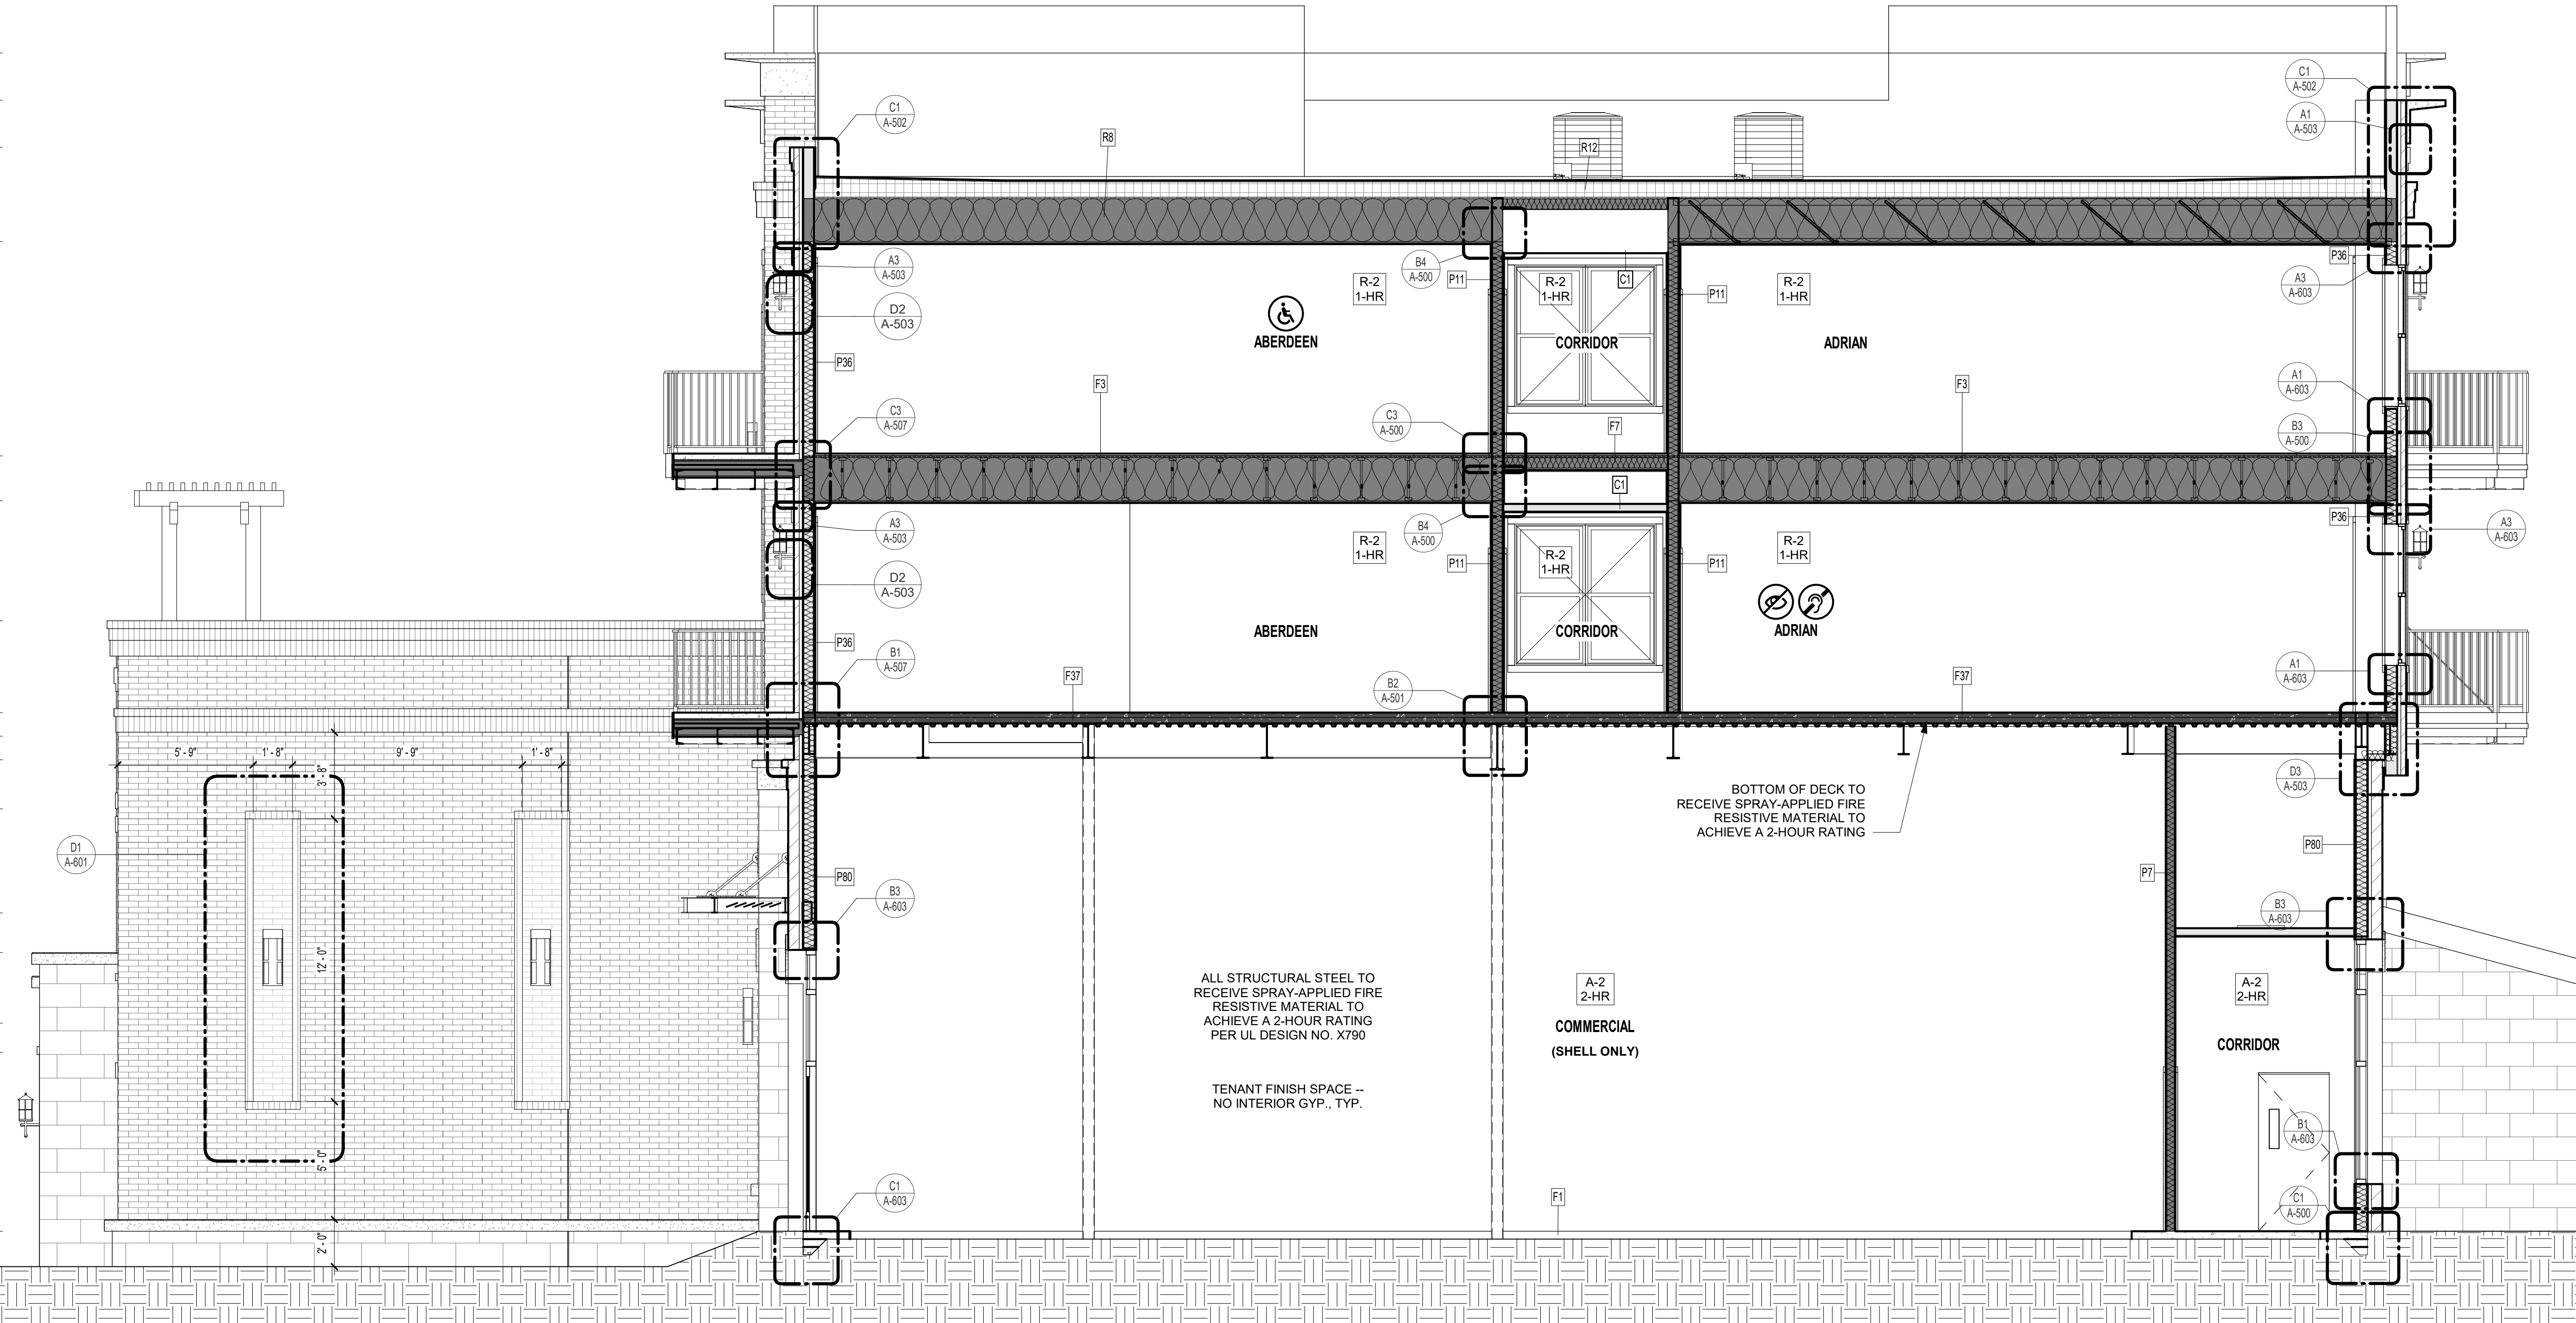 C1
A-502
C1
A-502
A1
A-503
R8
R12
A3
A-503
B4
A-500
P11
R-2
1-HR
R-2
1-HR
C1
P11
R-2
1-HR
P36
A3
A-603
D2
A-503
ABERDEEN
CORRIDOR
ADRIAN
P36
F3
F3
A1
A-603
C3
A-507
C3
A-500
F7
B3
A-500
C1
A3
A-503
B4
A-500
P36
A3
A-603
R-2
1-HR
R-2
1-HR
R-2
1-HR
P11
P11
D2
A-503
ABERDEEN
CORRIDOR
ADRIAN
P36
B1
A-507
F37
B2
A-501
F37
A1
A-603
5' - 9"
1' - 8"
9' - 9"
1' - 8"
3' - 8"
D3
A-503
BOTTOM OF DECK TO
RECEIVE SPRAY-APPLIED FIRE
RESISTIVE MATERIAL TO
ACHIEVE A 2-HOUR RATING
D1
A-601
P80
P80
P7
B3
A-603
B3
A-603
12' - 0"
ALL STRUCTURAL STEEL TO
RECEIVE SPRAY-APPLIED FIRE
RESISTIVE MATERIAL TO
ACHIEVE A 2-HOUR RATING
PER UL DESIGN NO. X790
A-2
2-HR
A-2
2-HR
COMMERCIAL
(SHELL ONLY)
CORRIDOR
TENANT FINISH SPACE --
NO INTERIOR GYP., TYP.
B1
A-603
5' - 0"
C1
A-603
F1
C1
A-500
2' - 0"